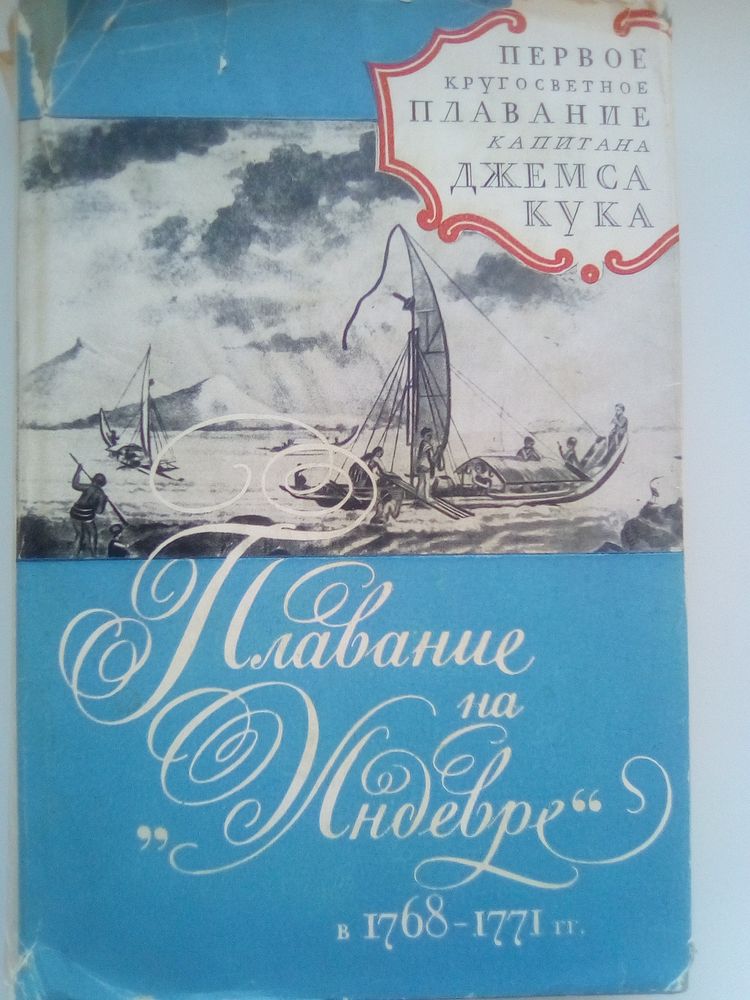 ПЕРВОЕ
КРУГОСВЕТНОЕ
ПЛАВАНИЕ
КАПИТАНА
ДЖЕМСА
КУКА
Плавание
на
„Индевре“
в 1768-1771 гг.